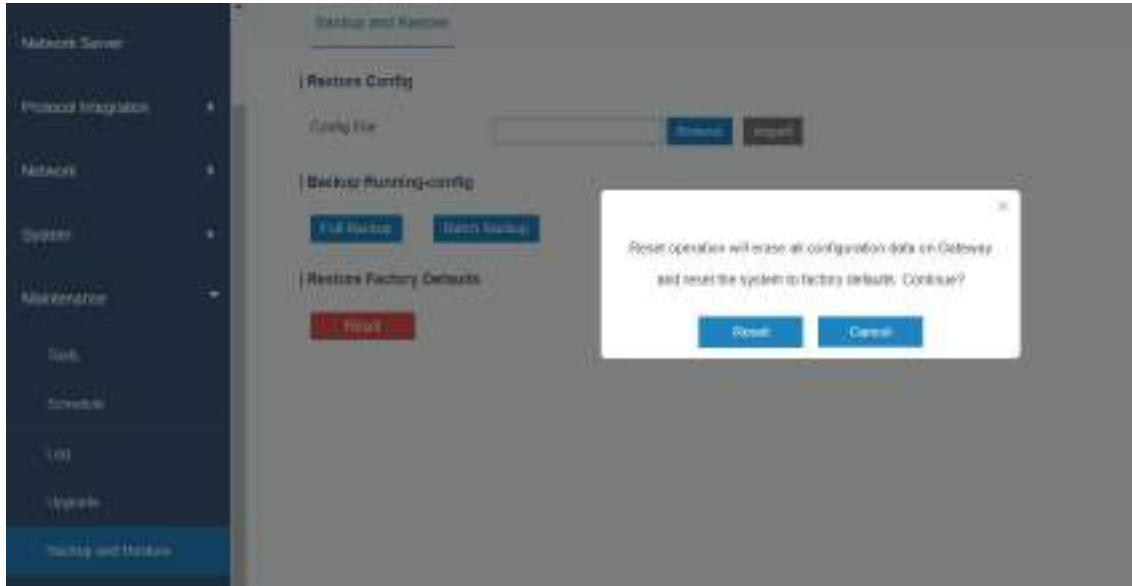 Network Server
Protocol Integration
Network
System
Maintenance
Tools
Schedule
Log
Upgrade
Backup and Restore
Backup and Restore
Restore Config
Config File
Browse
Import
Backup Running-config
Full Backup
Batch Backup
Restore Factory Defaults
Reset
Reset operation will erase all configuration data on Gateway
and reset the system to factory defaults. Continue?
Reset
Cancel